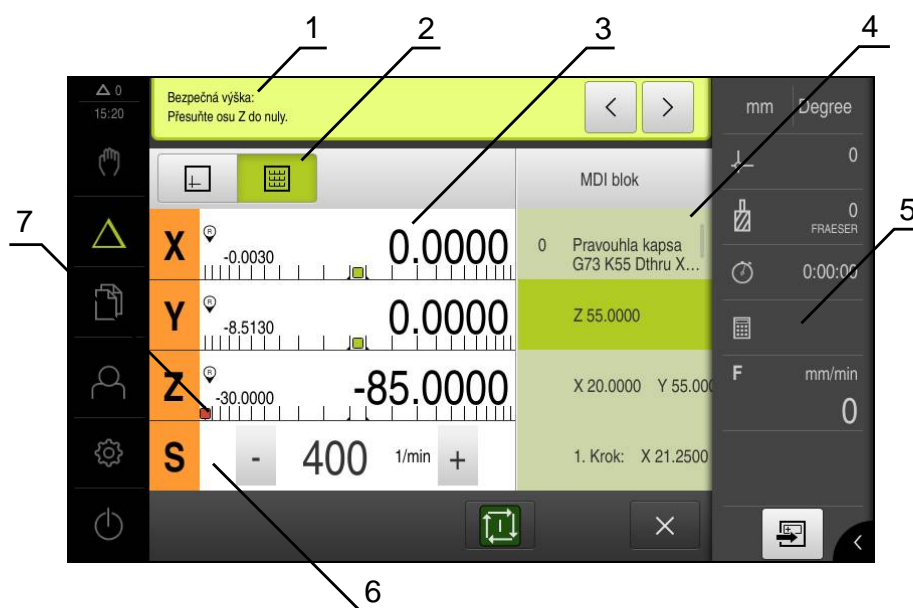 1
2
3
4
5
6
7
0
15:20
Bezpečná výška:
Přesuňte osu Z do nuly.
mm
Degree
0
0
FRAESER
0:00:00
F
mm/min
0
MDI blok
X
R
-0.0030
0.0000
Y
R
-8.5130
0.0000
Z
R
-30.0000
-85.0000
S
-
400
1/min
+
0
Pravouhla kapsa
G73 K55 Dthru X...
Z 55.0000
X 20.0000 Y 55.000
1. Krok: X 21.2500